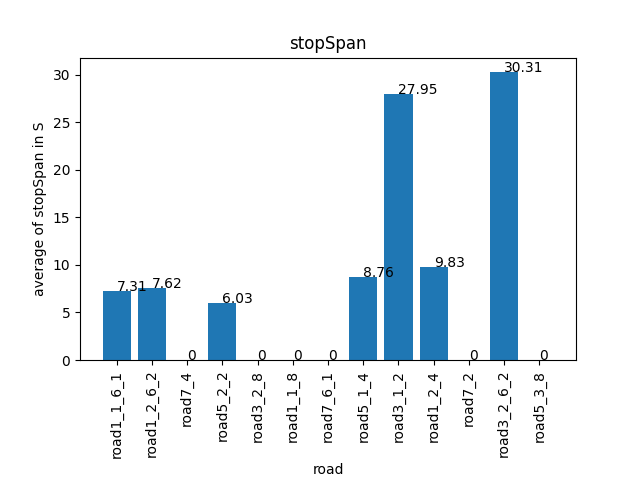 stopSpan
average of stopSpan in S
30
25
20
15
10
5
0
7.31
7.62
0
6.03
0
0
0
8.76
27.95
9.83
0
30.31
0
road1_1_6_1
road1_2_6_2
road7_4
road5_2_2
road3_2_8
road1_1_8
road7_6_1
road5_1_4
road3_1_2
road1_2_4
road7_2
road3_2_6_2
road5_3_8
road